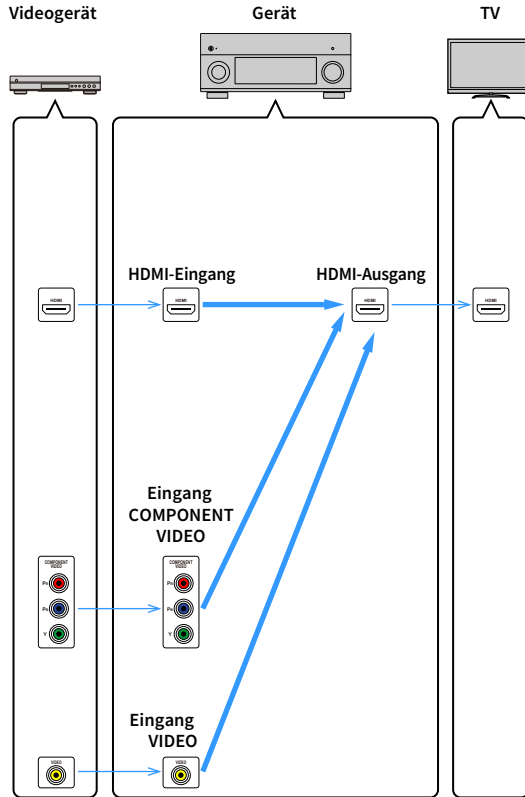 Videogerät
Gerät
TV
HDMI-Eingang
HDMI-Ausgang
HDMI
HDMI
HDMI
HDMI
Eingang
COMPONENT
VIDEO
COMPONENT
VIDEO
PR
PB
Y
COMPONENT
VIDEO
PR
PB
Y
Eingang
VIDEO
VIDEO
VIDEO